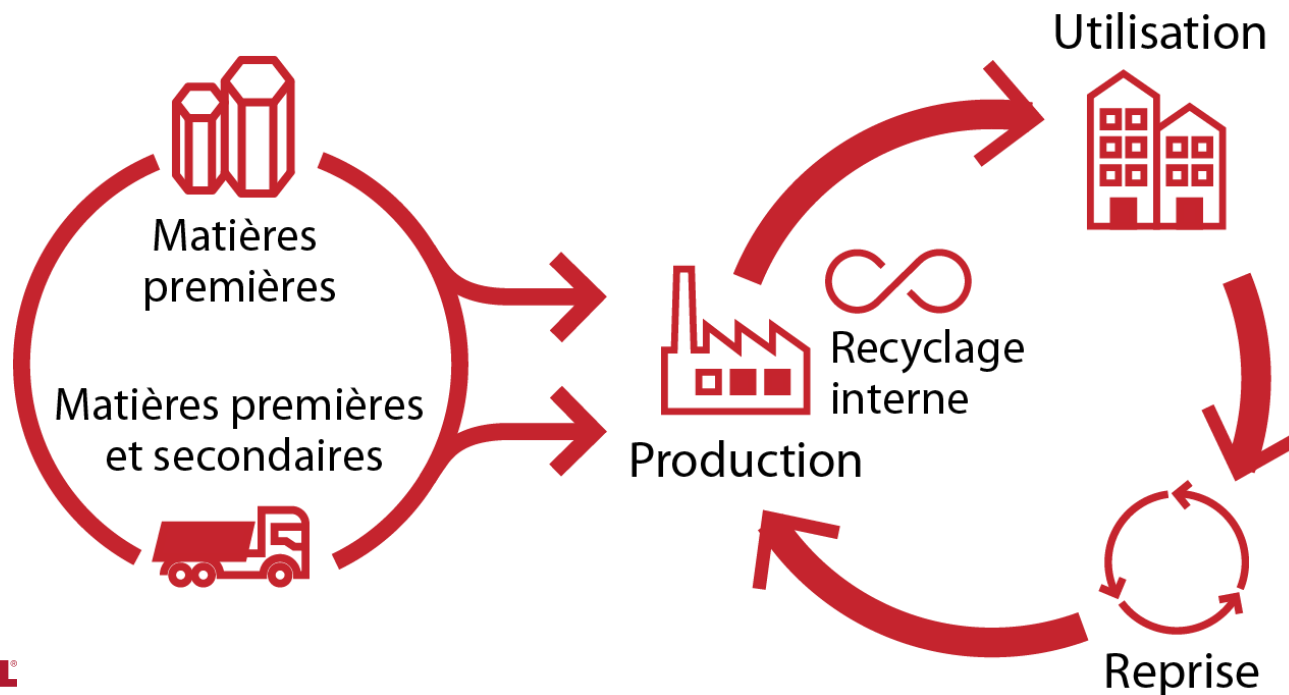 Utilisation
Matières
premières
Matières premières
et secondaires
Recyclage
interne
Production
Reprise
L®